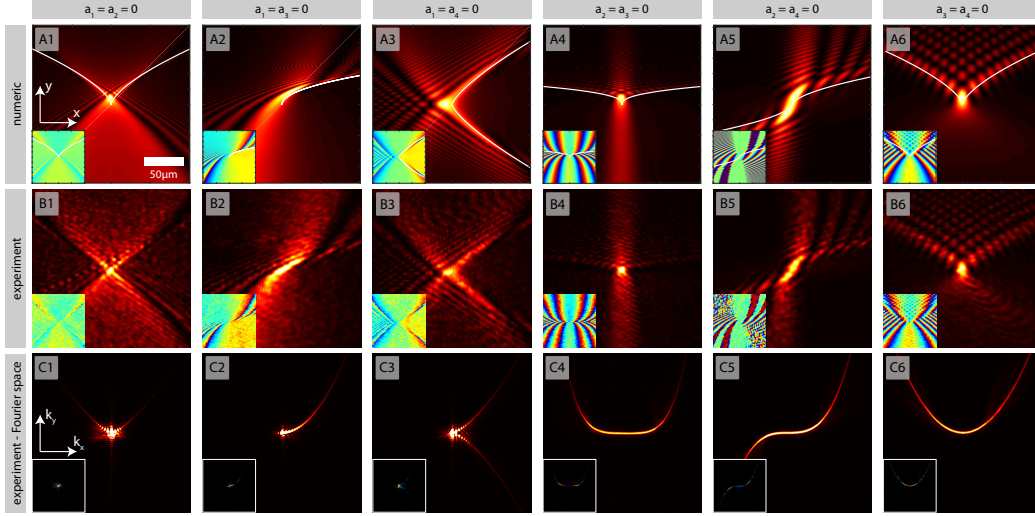 a₁ = a₂ = 0
a₁ = a₃ = 0
a₁ = a₄ = 0
a₂ = a₃ = 0
a₂ = a₄ = 0
a₃ = a₄ = 0
numeric
A1
A2
A3
A4
A5
A6
y
x
50μm
experiment
B1
B2
B3
B4
B5
B6
experiment - Fourier space
C1
C2
C3
C4
C5
C6
k_y
k_x